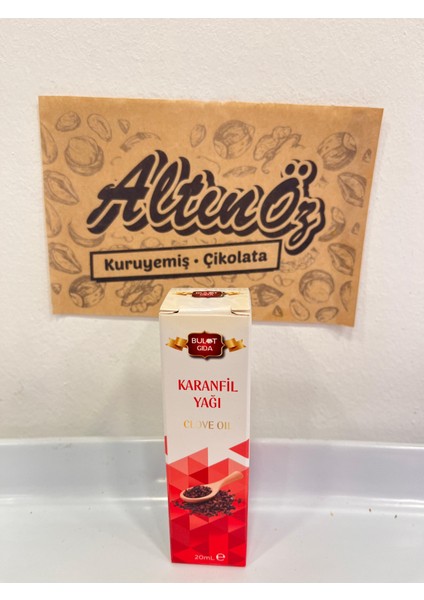 AltınÖz
Kuruyemiş • Çikolata
BULUT
GIDA
KARANFİL
YAĞI
CLOVE OIL
20mL ℮